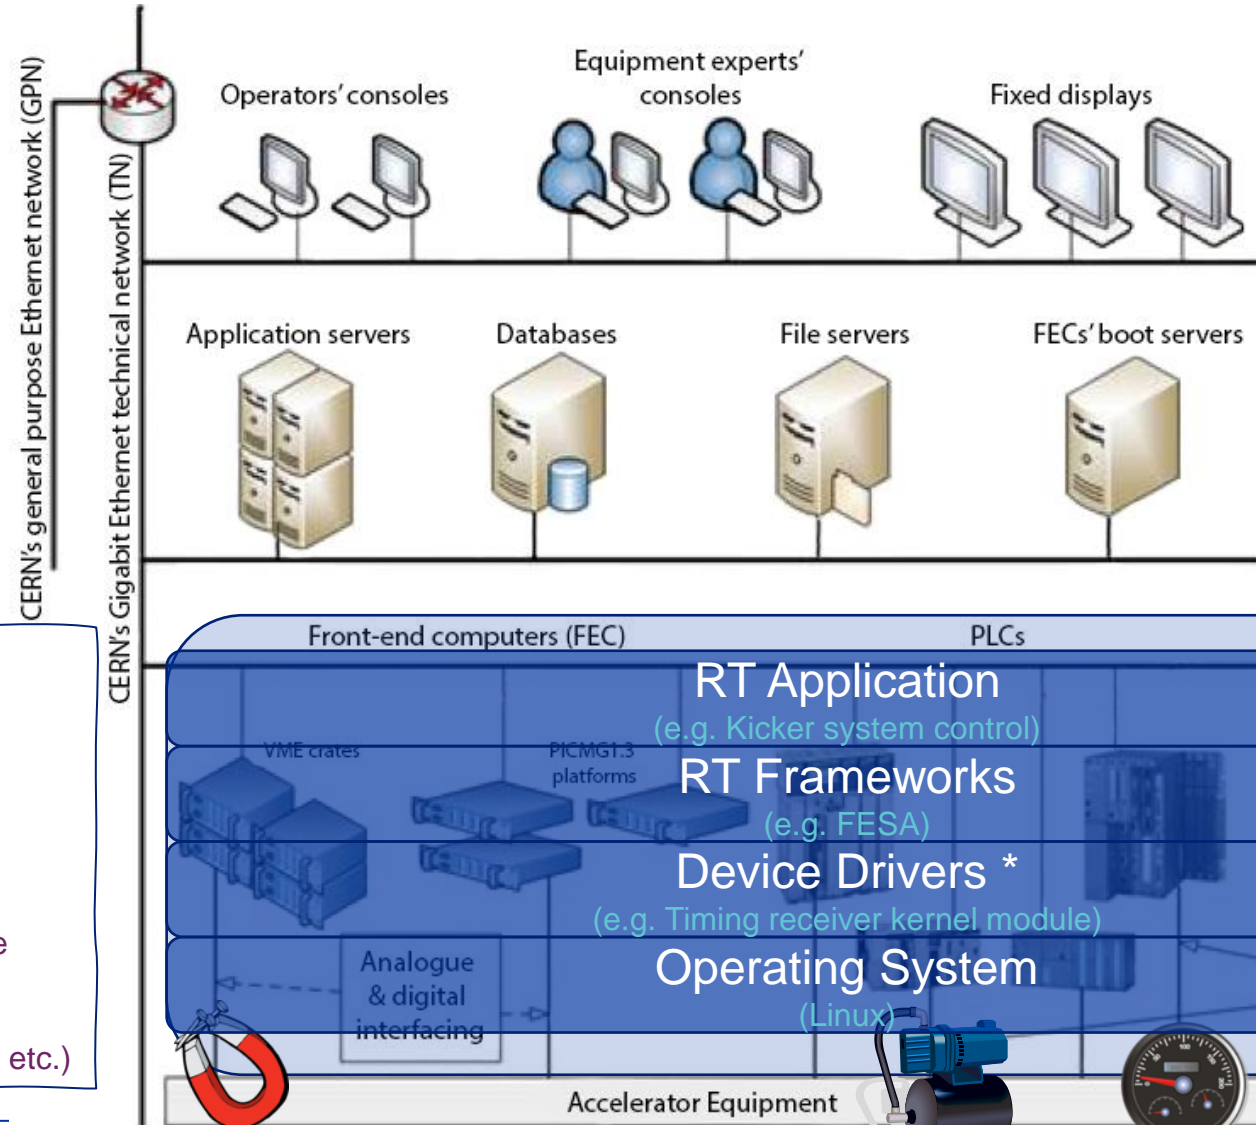 CERN's general purpose Ethernet network (GPN)
CERN's Gigabit Ethernet technical network (TN)
Operators' consoles
Equipment experts'
consoles
Fixed displays
Application servers
Databases
File servers
FECs' boot servers
Front-end computers (FEC)
PLCs
RT Application
(e.g. Kicker system control)
VME crates
PICMG1.3
platforms
RT Frameworks
(e.g. FESA)
Device Drivers *
(e.g. Timing receiver kernel module)
Operating System
(Linux)
Analogue
& digital
interfacing
e
etc.)
Accelerator Equipment